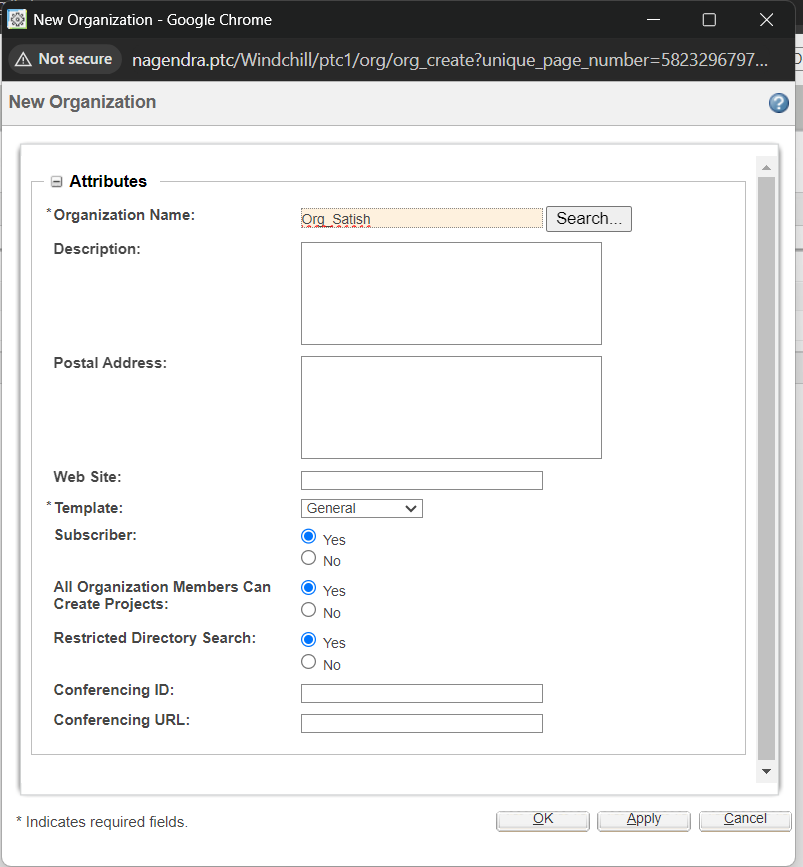 New Organization - Google Chrome
Not secure nagendra.ptc/Windchill/ptc1/org/org_create?unique_page_number=5823296797...
New Organization
Attributes
* Organization Name: Org_Satish Search...
Description:
Postal Address:
Web Site:
* Template: General
Subscriber: Yes
No
All Organization Members Can Create Projects: Yes
No
Restricted Directory Search: Yes
No
Conferencing ID:
Conferencing URL:
* Indicates required fields.
OK Apply Cancel